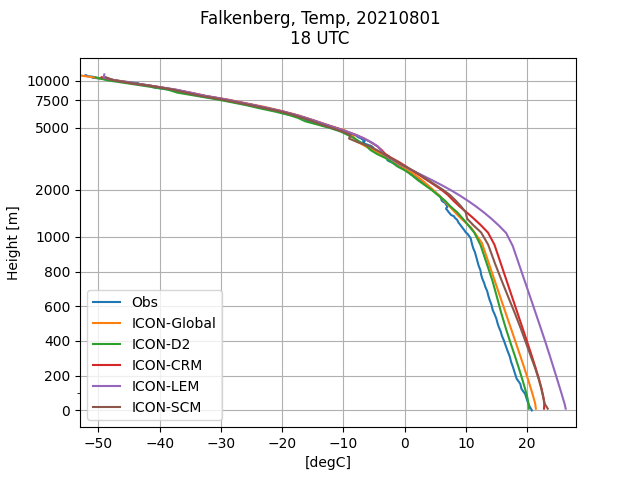 Falkenberg, Temp, 20210801
18 UTC
Height [m]
10000
7500
5000
2000
1000
800
600
400
200
0
Obs
ICON-Global
ICON-D2
ICON-CRM
ICON-LEM
ICON-SCM
−50 −40 −30 −20 −10 0 10 20
[degC]